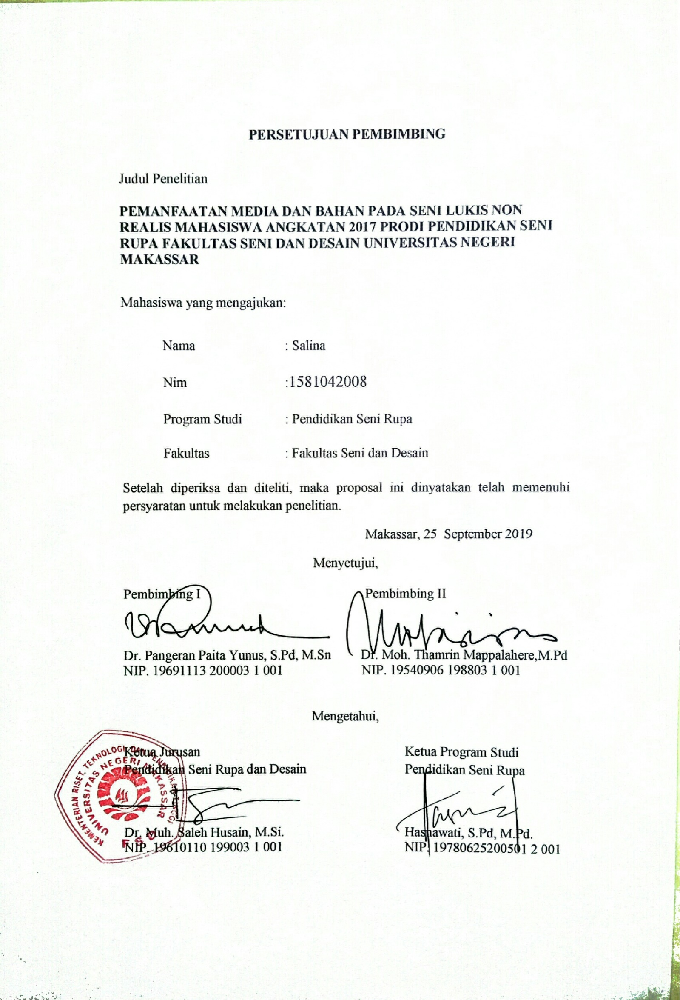 PERSETUJUAN PEMBIMBING
Judul Penelitian
PEMANFAATAN MEDIA DAN BAHAN PADA SENI LUKIS NON
REALIS MAHASISWA ANGKATAN 2017 PRODI PENDIDIKAN SENI
RUPA FAKULTAS SENI DAN DESAIN UNIVERSITAS NEGERI
MAKASSAR
Mahasiswa yang mengajukan:
Nama : Salina
Nim :1581042008
Program Studi : Pendidikan Seni Rupa
Fakultas : Fakultas Seni dan Desain
Setelah diperiksa dan diteliti, maka proposal ini dinyatakan telah memenuhi
persyaratan untuk melakukan penelitian.
Makassar, 25 September 2019
Menyetujui,
Pembimbing I Pembimbing II
Dr. Pangeran Paita Yunus, S.Pd, M.Sn Dr. Moh. Thamrin Mappalahere,M.Pd
NIP. 19691113 200003 1 001 NIP. 19540906 198803 1 001
Mengetahui,
Ketua Jurusan Ketua Program Studi
Pendidikan Seni Rupa dan Desain Pendidikan Seni Rupa
Dr. Muh. Saleh Husain, M.Si. Hasnawati, S.Pd, M.Pd.
NIP. 19610110 199003 1 001 NIP. 19780625200501 2 001
KEMENTERIAN RISET, TEKNOLOGI DAN PENDIDIKAN TINGGI
UNIVERSITAS NEGERI MAKASSAR
F S D